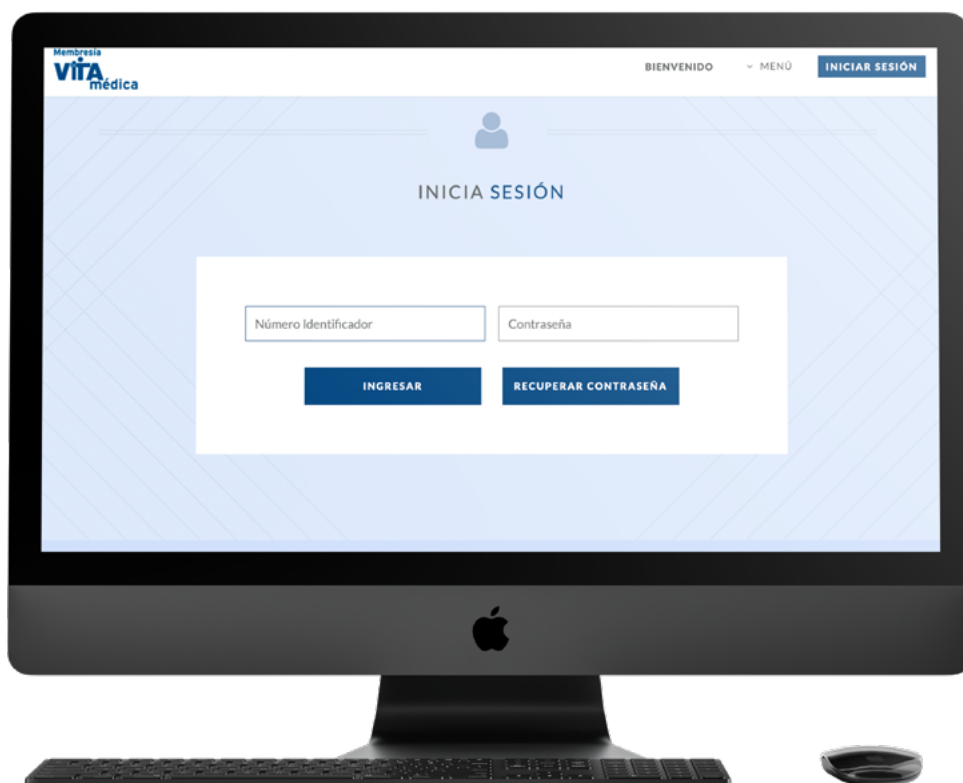 Membresía
VITA
médica
BIENVENIDO
MENÚ
INICIAR SESIÓN
INICIA SESIÓN
Número Identificador
Contraseña
INGRESAR
RECUPERAR CONTRASEÑA